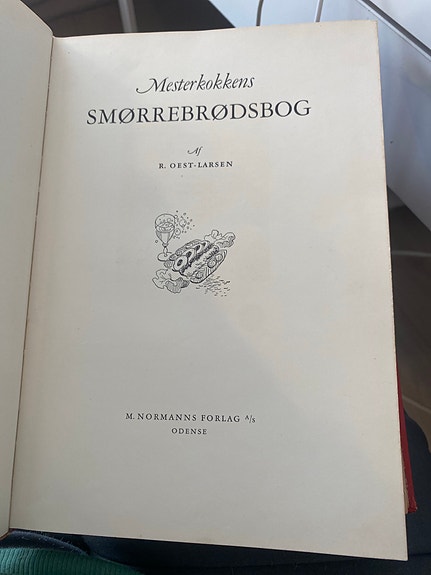 Mesterkokkens
SMØRREBRØDSBOG
Af
R. OEST-LARSEN
M. NORMANNS FORLAG A/S
ODENSE